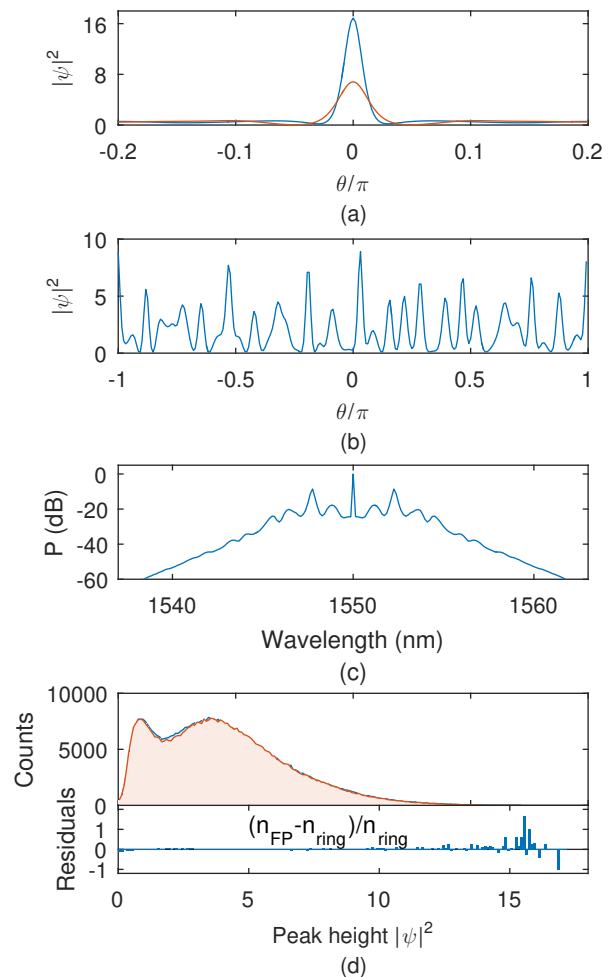 16
8
0
|ψ|²
-0.2 -0.1 0 0.1 0.2
θ/π
(a)
10
5
0
|ψ|²
-1 -0.5 0 0.5 1
θ/π
(b)
0
-20
-40
-60
P (dB)
1540 1550 1560
Wavelength (nm)
(c)
10000
5000
0
Counts
(n_FP-n_ring)/n_ring
1
0
-1
Residuals
0 5 10 15
Peak height |ψ|²
(d)